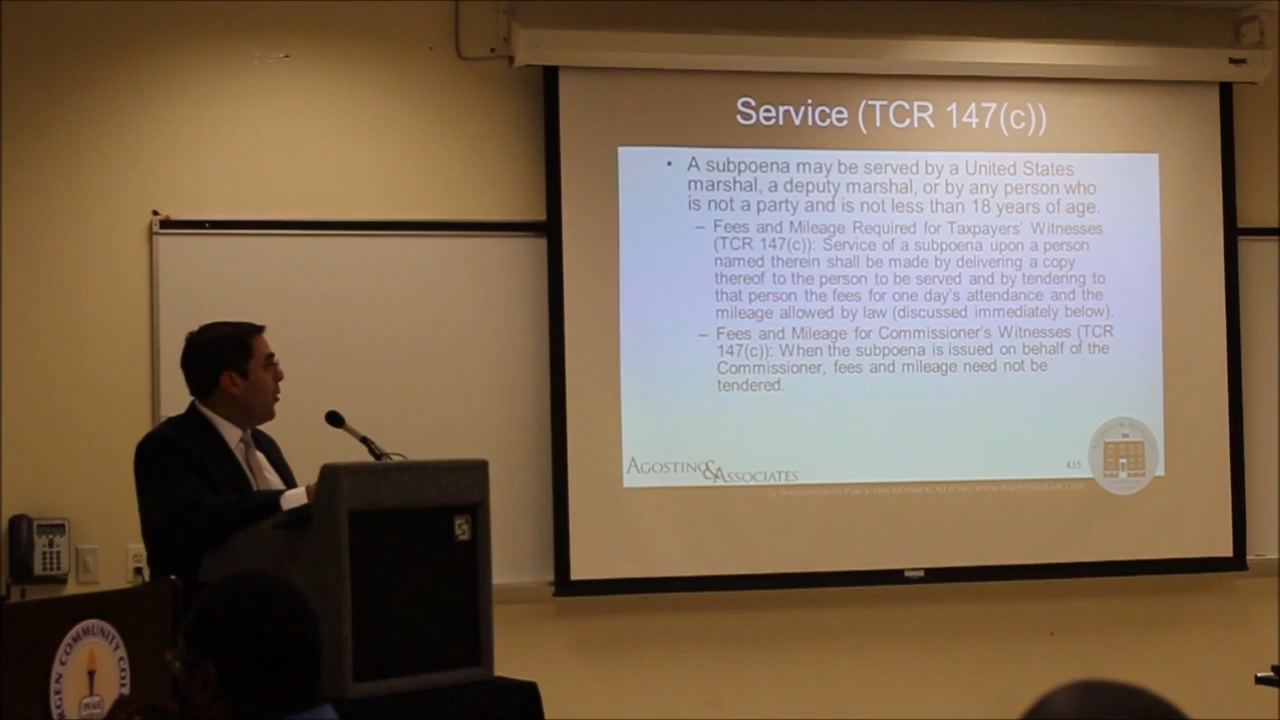 Service (TCR 147(c))
• A subpoena may be served by a United States
marshal, a deputy marshal, or by any person who
is not a party and is not less than 18 years of age.
– Fees and Mileage Required for Taxpayers' Witnesses
(TCR 147(c)): Service of a subpoena upon a person
named therein shall be made by delivering a copy
thereof to the person to be served and by tendering to
that person the fees for one day's attendance and the
mileage allowed by law (discussed immediately below).
– Fees and Mileage for Commissioner's Witnesses (TCR
147(c)): When the subpoena is issued on behalf of the
Commissioner, fees and mileage need not be
tendered.
AGOSTINO & ASSOCIATES
435
RGEN COMMUNITY COL